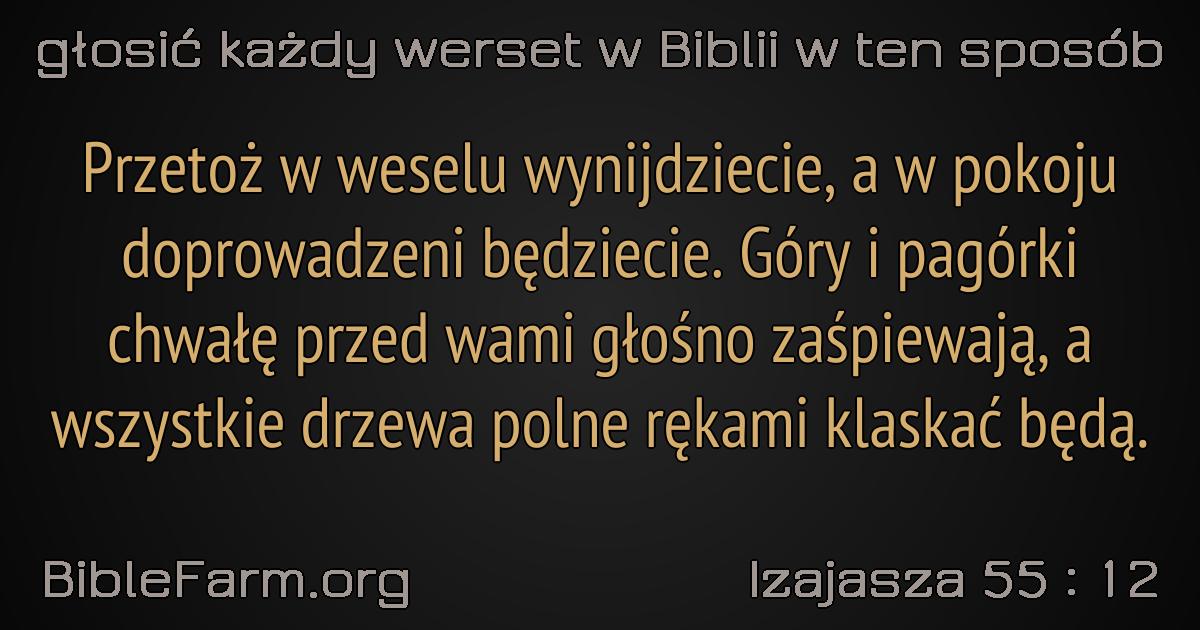 głosić każdy werset w Biblii w ten sposób
Przetoż w weselu wynijdziecie, a w pokoju
doprowadzeni będziecie. Góry i pagórki
chwałę przed wami głośno zaśpiewają, a
wszystkie drzewa polne rękami klaskać będą.
BibleFarm.org
Izajasza 55 : 12